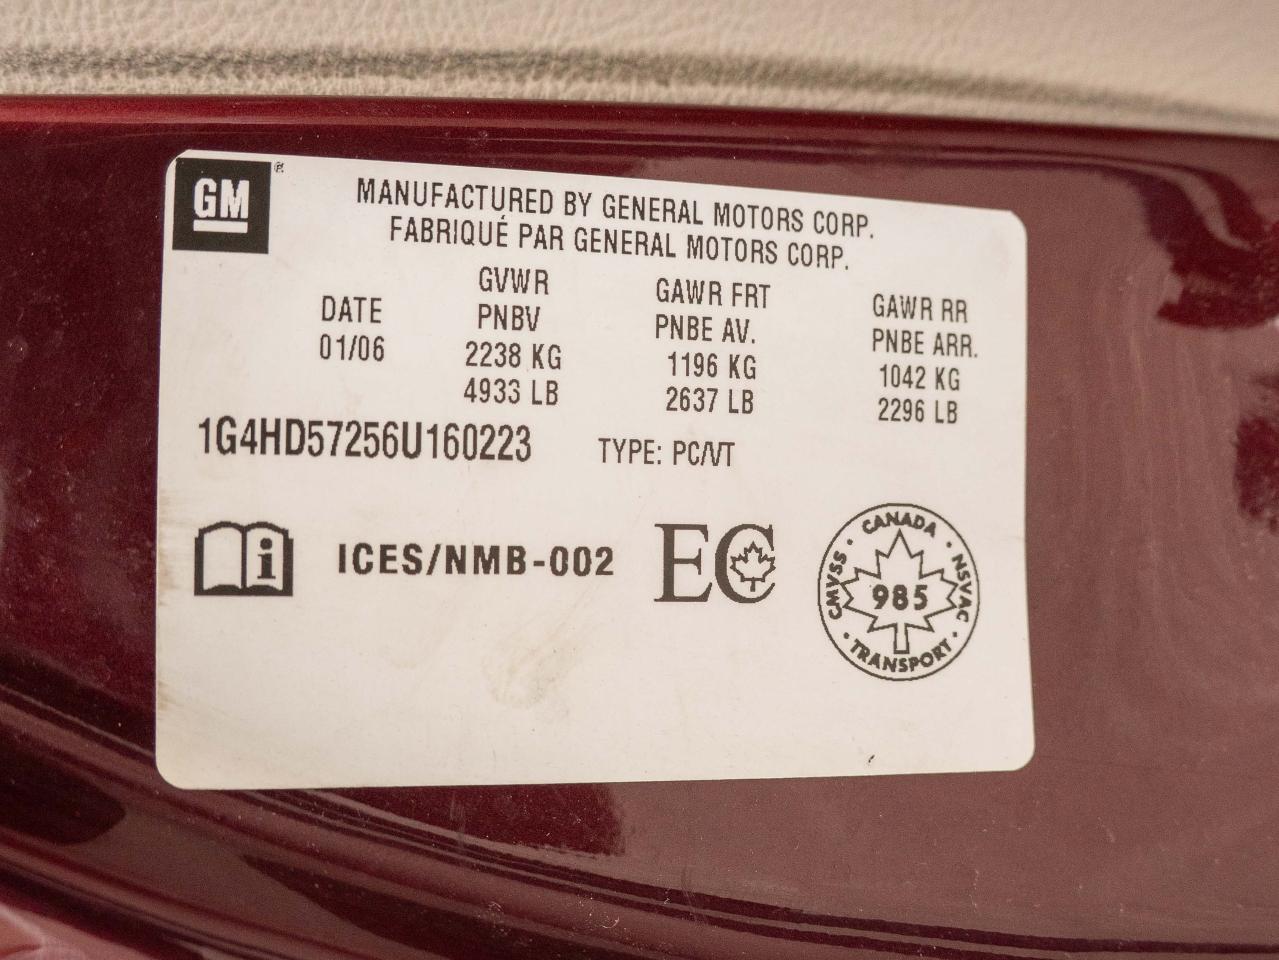 GM
MANUFACTURED BY GENERAL MOTORS CORP.
FABRIQUÉ PAR GENERAL MOTORS CORP.
DATE
01/06
GVWR
PNBV
2238 KG
4933 LB
GAWR FRT
PNBE AV.
1196 KG
2637 LB
GAWR RR
PNBE ARR.
1042 KG
2296 LB
1G4HD57256U160223 TYPE: PC/VT
i ICES/NMB-002 EC
CANADA · NSVAC · TRANSPORT · CMVSS ·
985